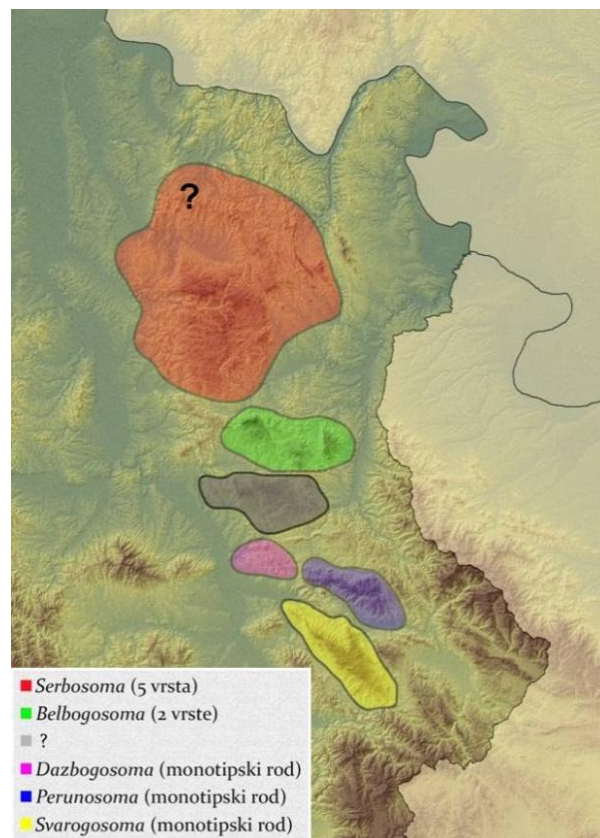 ?
Serbosoma (5 vrsta)
Belbogosoma (2 vrste)
?
Dazbogosoma (monotipski rod)
Perunosoma (monotipski rod)
Svarogosoma (monotipski rod)